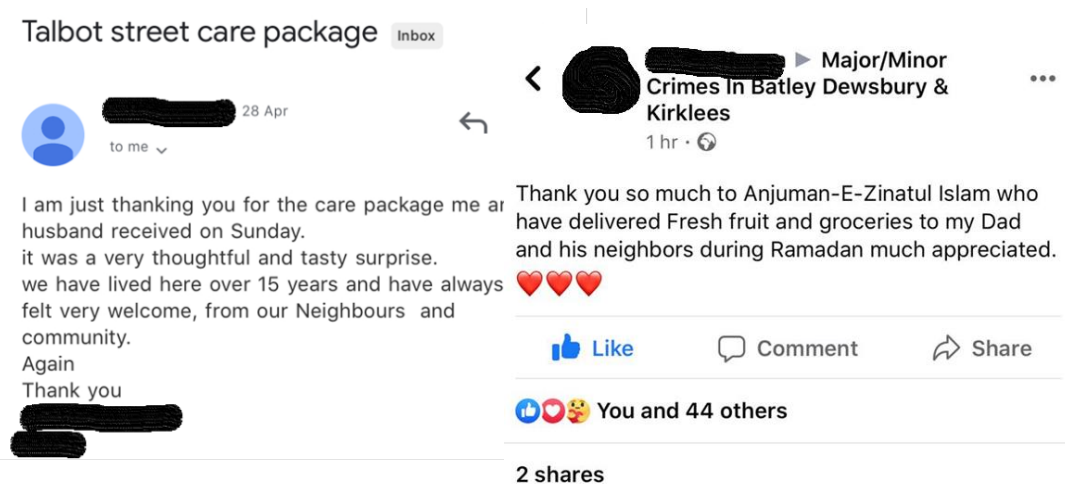 Talbot street care package Inbox
28 Apr
to me
I am just thanking you for the care package me ar
husband received on Sunday.
it was a very thoughtful and tasty surprise.
we have lived here over 15 years and have always
felt very welcome, from our Neighbours and
community.
Again
Thank you
Major/Minor
Crimes In Batley Dewsbury &
Kirklees
1 hr ·
Thank you so much to Anjuman-E-Zinatul Islam who
have delivered Fresh fruit and groceries to my Dad
and his neighbors during Ramadan much appreciated.
❤️❤️❤️
Like Comment Share
You and 44 others
2 shares